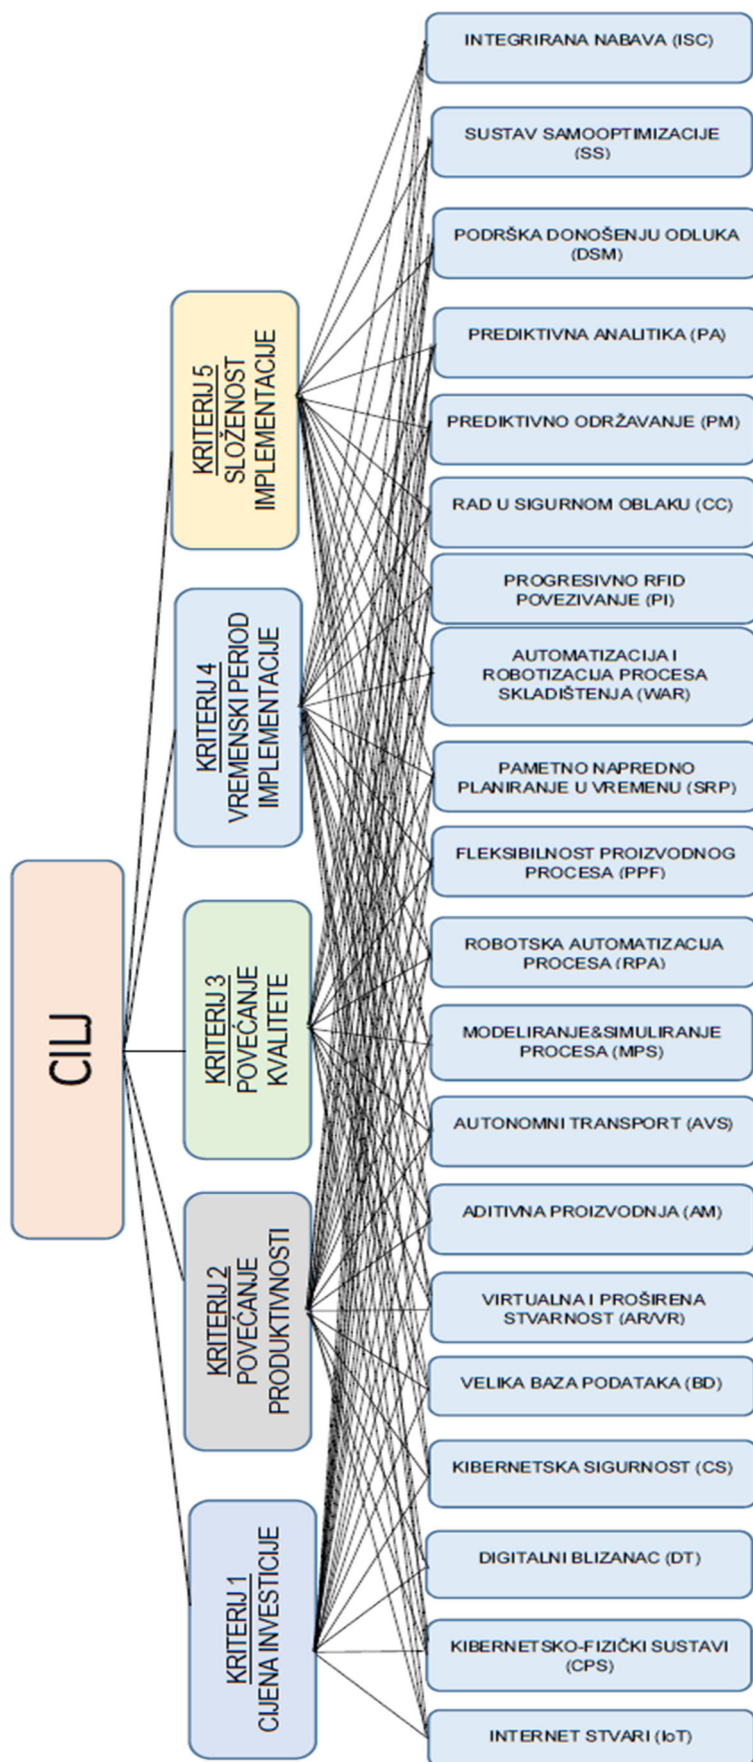 CILJ
KRITERIJ 5
SLOŽENOST
IMPLEMENTACIJE
KRITERIJ 4
VREMENSKI PERIOD
IMPLEMENTACIJE
KRITERIJ 3
POVEĆANJE
KVALITETE
KRITERIJ 2
POVEĆANJE
PRODUKTIVNOSTI
KRITERIJ 1
CIJENA INVESTICIJE
INTEGRIRANA NABAVA (ISC)
SUSTAV SAMOOPTIMIZACIJE
(SS)
PODRŠKA DONOŠENJU ODLUKA
(DSM)
PREDIKTIVNA ANALITIKA (PA)
PREDIKTIVNO ODRŽAVANJE (PM)
RAD U SIGURNOM OBLAKU (CC)
PROGRESIVNO RFID
POVEZIVANJE (PI)
AUTOMATIZACIJA I
ROBOTIZACIJA PROCESA
SKLADIŠTENJA (WAR)
PAMETNO NAPREDNO
PLANIRANJE U VREMENU (SRP)
FLEKSIBILNOST PROIZVODNOG
PROCESA (PPF)
ROBOTSKA AUTOMATIZACIJA
PROCESA (RPA)
MODELIRANJE&SIMULIRANJE
PROCESA (MPS)
AUTONOMNI TRANSPORT (AVS)
ADITIVNA PROIZVODNJA (AM)
VIRTUALNA I PROŠIRENA
STVARNOST (AR/VR)
VELIKA BAZA PODATAKA (BD)
KIBERNETSKA SIGURNOST (CS)
DIGITALNI BLIZANAC (DT)
KIBERNETSKO-FIZIČKI SUSTAVI
(CPS)
INTERNET STVARI (IoT)